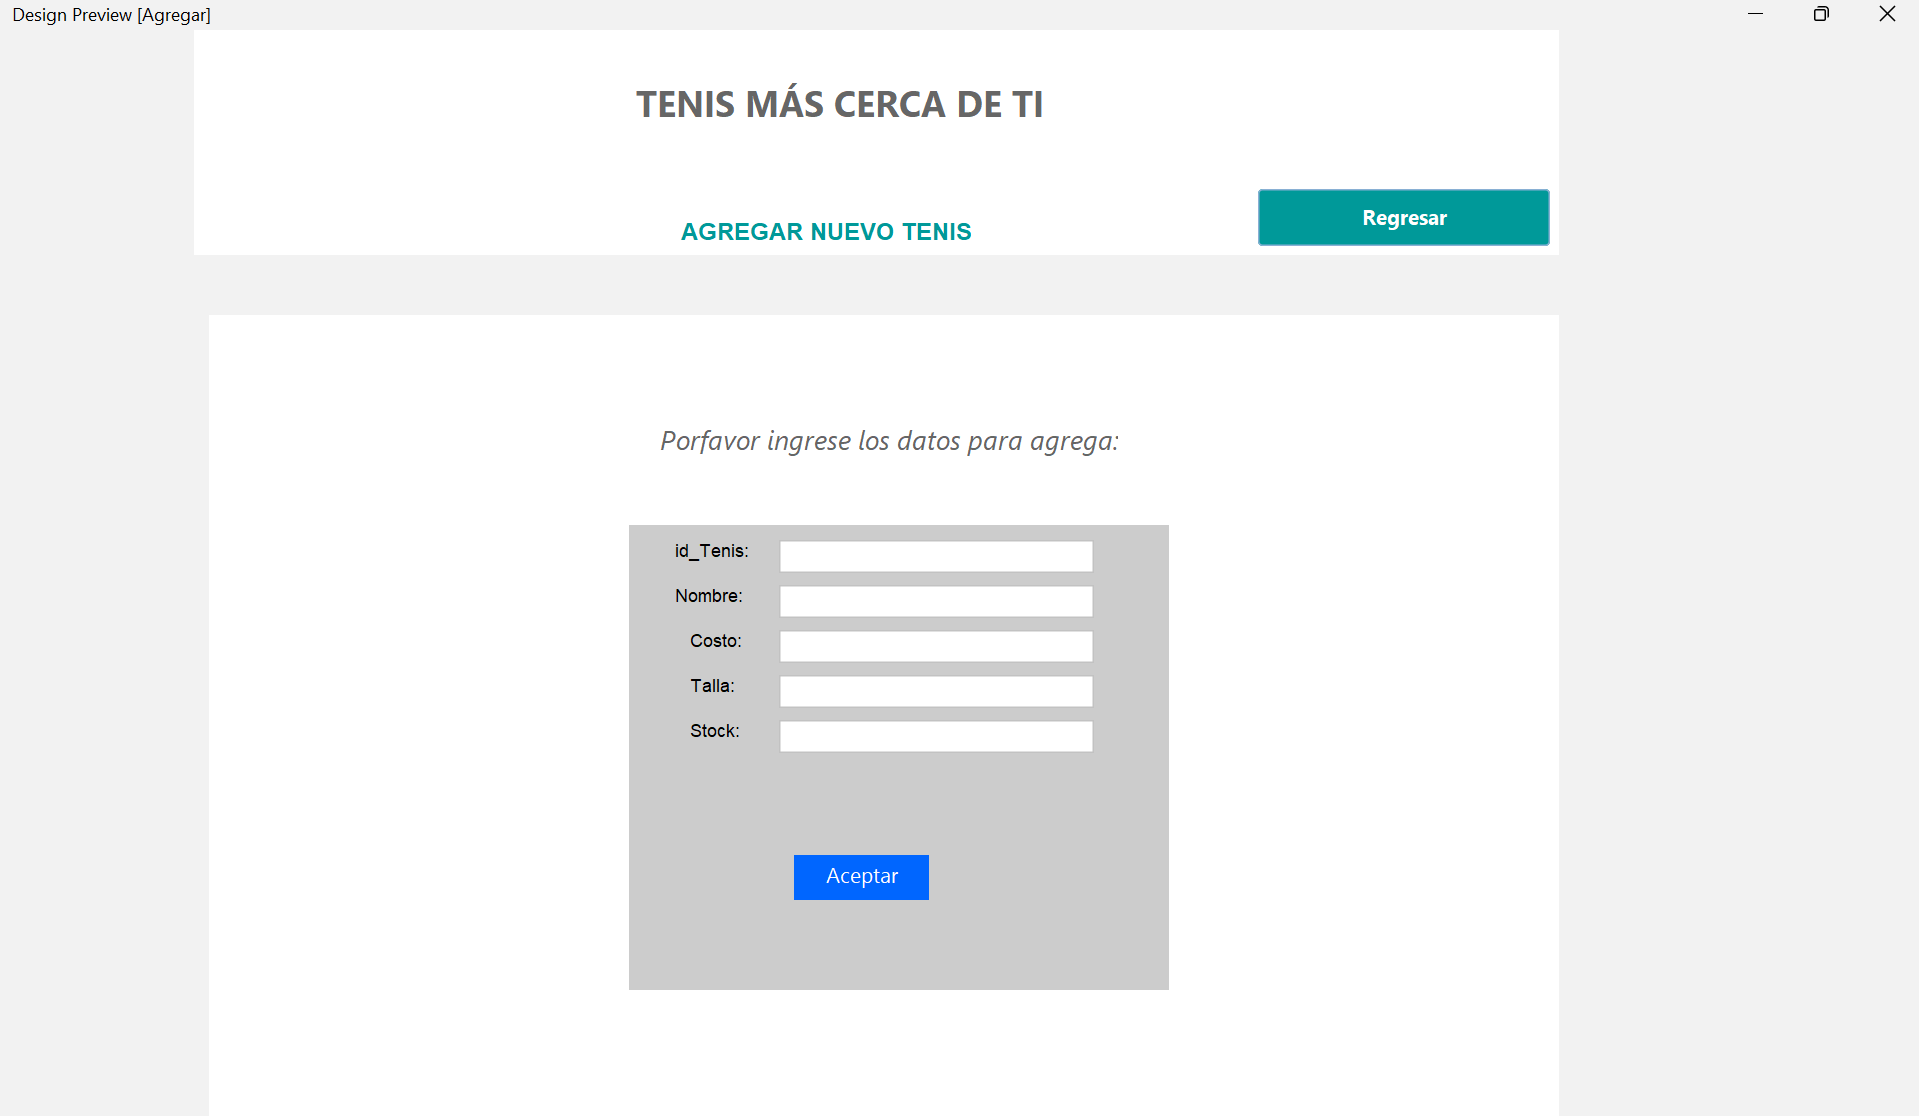 Design Preview [Agregar]
TENIS MÁS CERCA DE TI
AGREGAR NUEVO TENIS
Regresar
Porfavor ingrese los datos para agrega:
id_Tenis:
Nombre:
Costo:
Talla:
Stock:
Aceptar